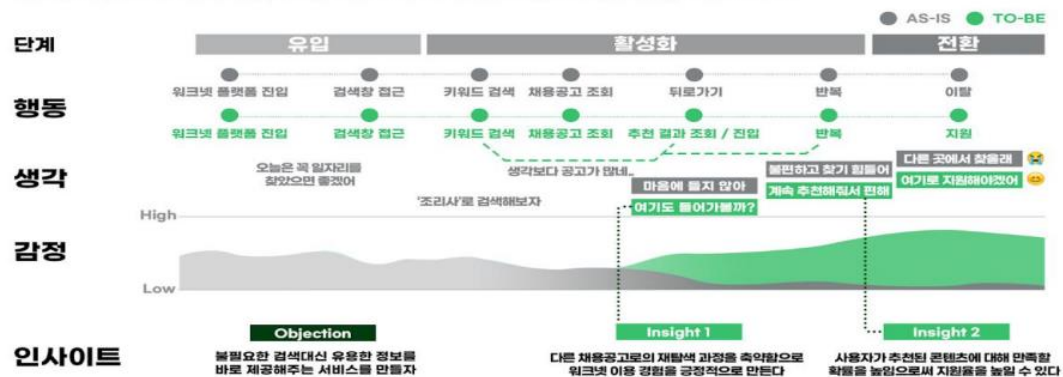 AS-IS TO-BE
단계 유입 활성화 전환
행동
워크넷 플랫폼 진입 검색창 접근 키워드 검색 채용공고 조회 뒤로가기 반복 이탈
워크넷 플랫폼 진입 검색창 접근 키워드 검색 채용공고 조회 추천 결과 조회 / 진입 반복 지원
생각
오늘은 꼭 일자리를
찾았으면 좋겠어
'조리사'로 검색해보자
생각보다 공고가 많네..
마음에 들지 않아
여기도 들어가볼까?
불편하고 찾기 힘들어
계속 추천해줘서 편해
다른 곳에서 찾을래 😭
여기로 지원해야겠어 😊
감정
High
Low
인사이트
Objection
불필요한 검색대신 유용한 정보를
바로 제공해주는 서비스를 만들자
Insight 1
다른 채용공고로의 재탐색 과정을 축약함으로
워크넷 이용 경험을 긍정적으로 만든다
Insight 2
사용자가 추천된 콘텐츠에 대해 만족할
확률을 높임으로써 지원율을 높일 수 있다